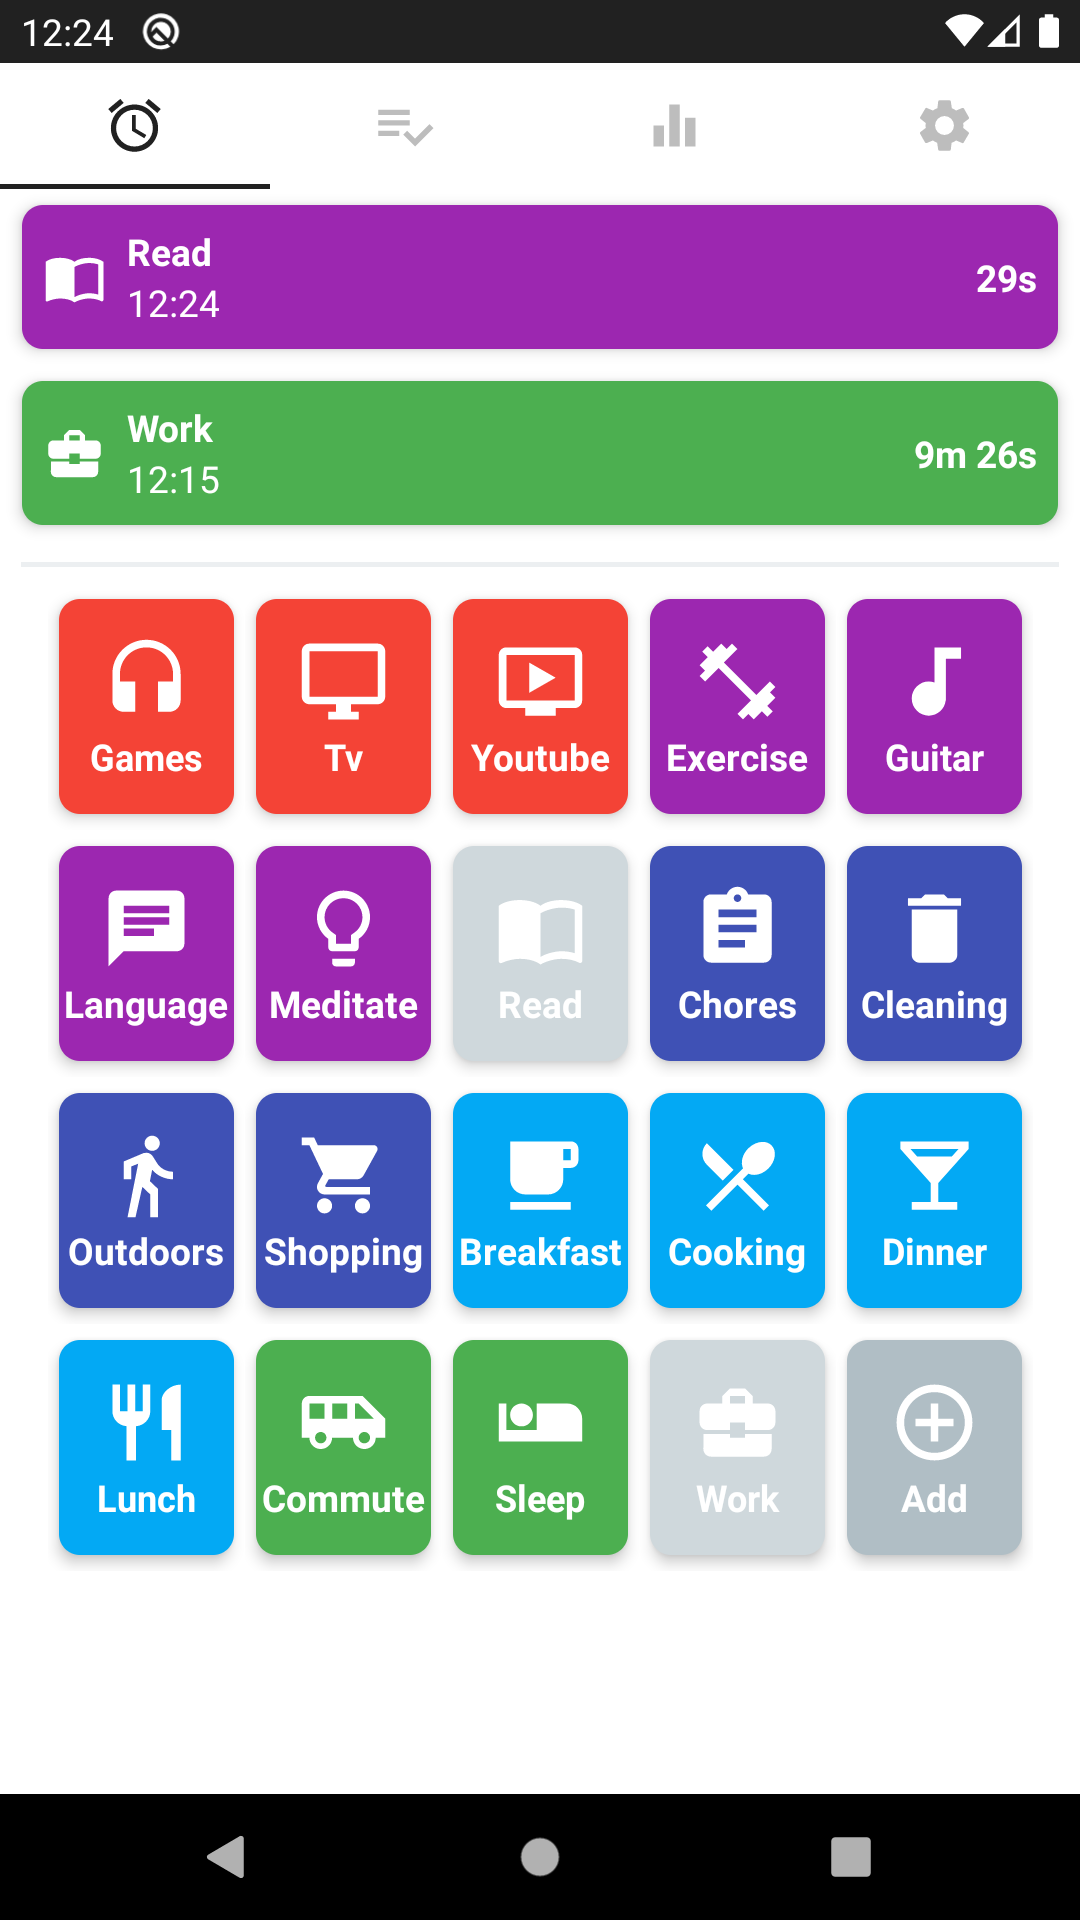 12:24
Read
12:24
29s
Work
12:15
9m 26s
Games
Tv
Youtube
Exercise
Guitar
Language
Meditate
Read
Chores
Cleaning
Outdoors
Shopping
Breakfast
Cooking
Dinner
Lunch
Commute
Sleep
Work
Add